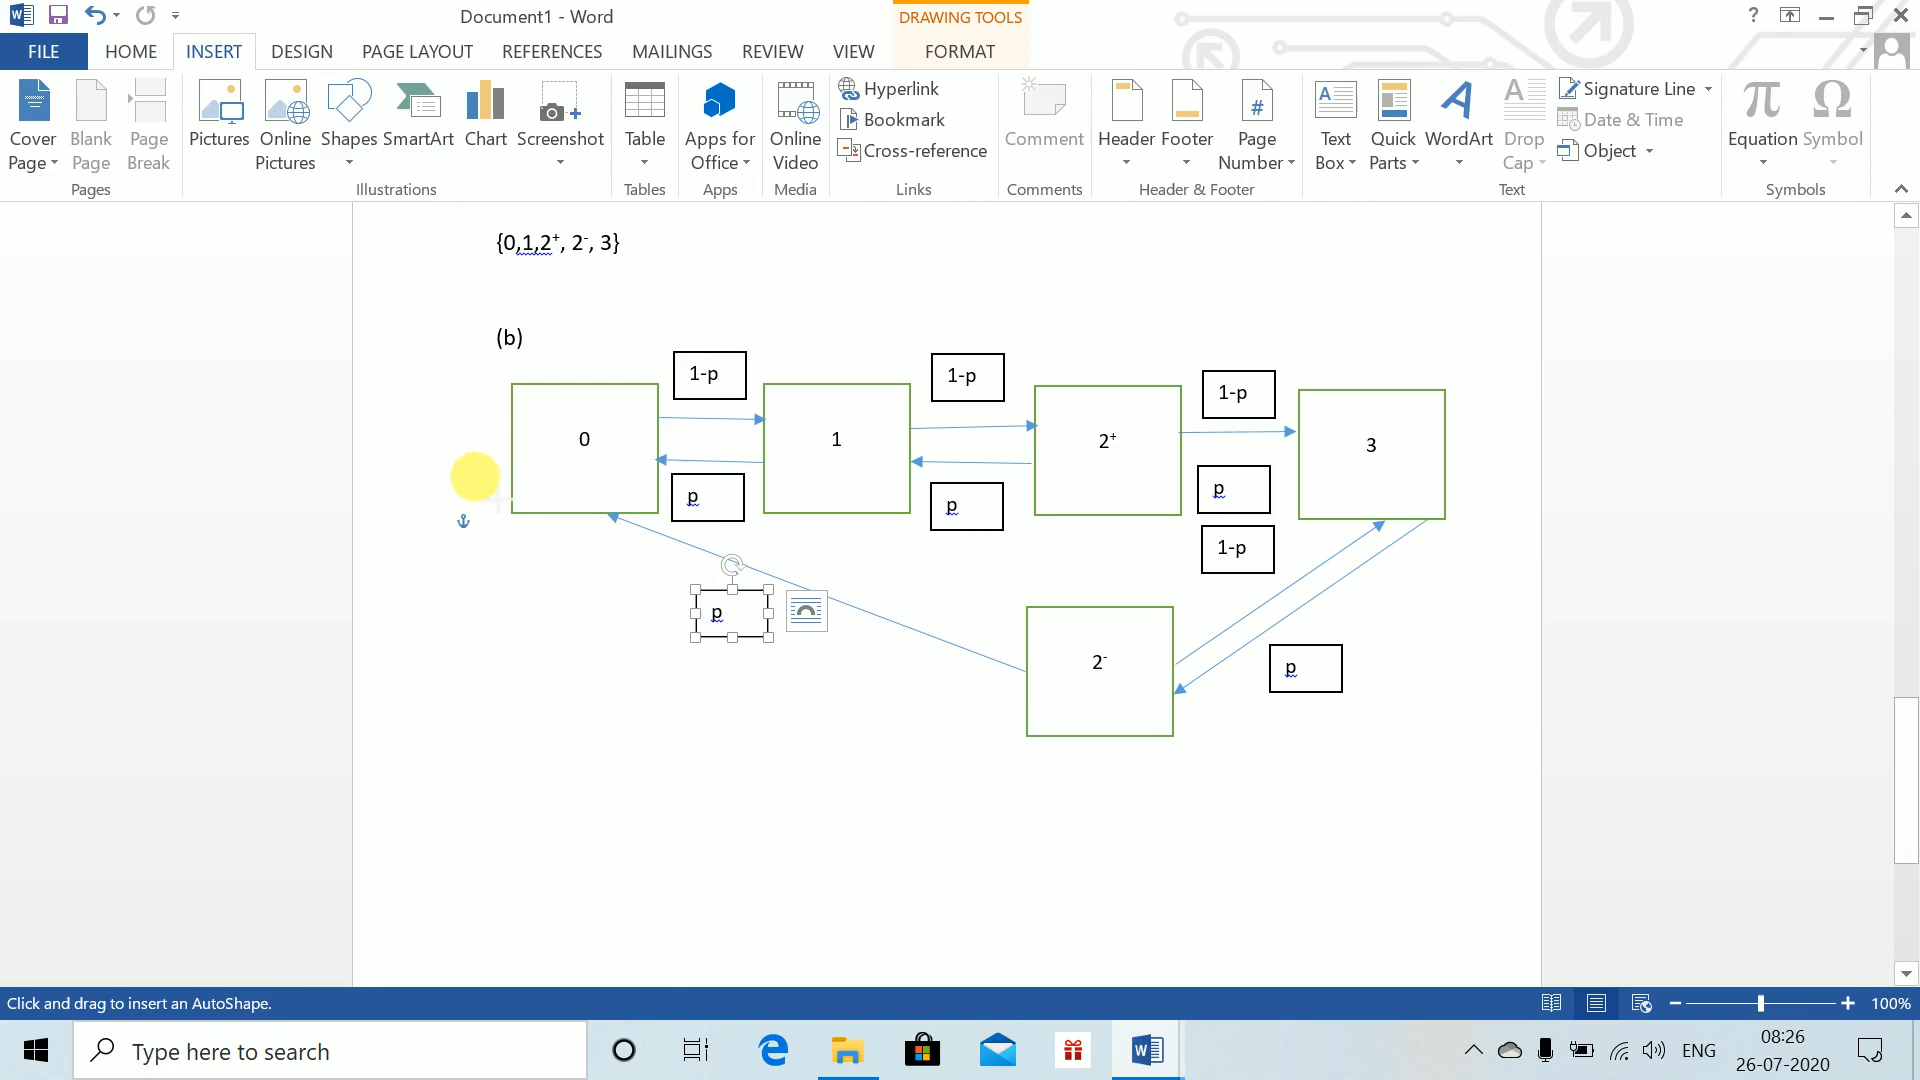 Document1 - Word
DRAWING TOOLS
?
FILE HOME INSERT DESIGN PAGE LAYOUT REFERENCES MAILINGS REVIEW VIEW FORMAT
Cover Page
Blank Page
Page Break
Pictures
Online Pictures
Shapes
SmartArt
Chart
Screenshot
Table
Apps for Office
Online Video
Hyperlink
Bookmark
Cross-reference
Comment
Header
Footer
Page Number
Text Box
Quick Parts
WordArt
Drop Cap
Signature Line
Date & Time
Object
Equation
Symbol
Pages Illustrations Tables Apps Media Links Comments Header & Footer Text Symbols
{0,1,2⁺, 2⁻, 3}
(b)
1-p 1-p 1-p
0 1 2⁺ 3
p p p
1-p
p
2⁻
p
Click and drag to insert an AutoShape.
100%
Type here to search
ENG
08:26
26-07-2020